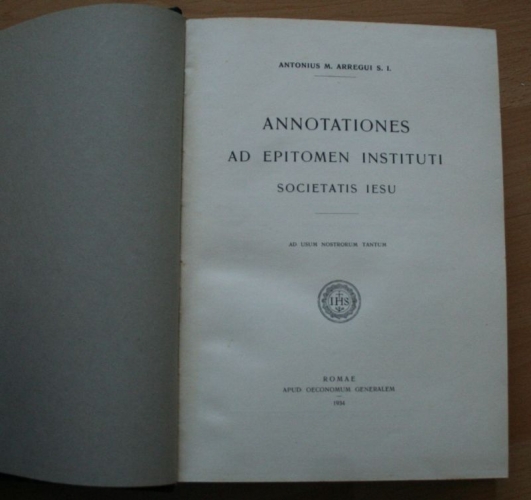 ANTONIUS M. ARREGUI S. I.
ANNOTATIONES
AD EPITOMEN INSTITUTI
SOCIETATIS IESU
AD USUM NOSTRORUM TANTUM
IHS
ROMAE
APUD OECONOMUM GENERALEM
1934